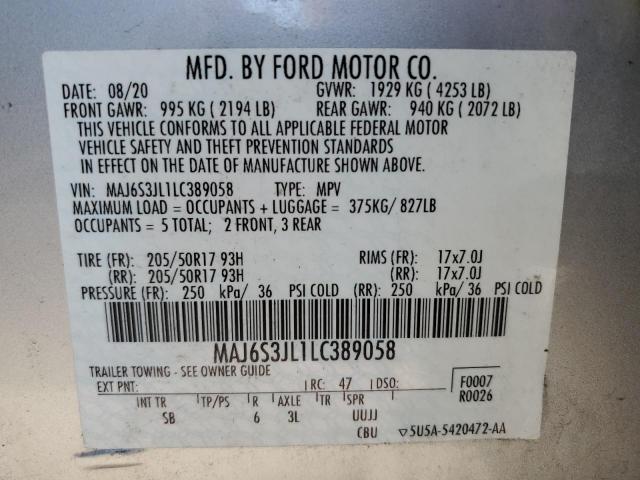 MFD. BY FORD MOTOR CO.
DATE: 08/20 GVWR: 1929 KG ( 4253 LB)
FRONT GAWR: 995 KG ( 2194 LB) REAR GAWR: 940 KG ( 2072 LB)
THIS VEHICLE CONFORMS TO ALL APPLICABLE FEDERAL MOTOR
VEHICLE SAFETY AND THEFT PREVENTION STANDARDS
IN EFFECT ON THE DATE OF MANUFACTURE SHOWN ABOVE.
VIN: MAJ6S3JL1LC389058 TYPE: MPV
MAXIMUM LOAD = OCCUPANTS + LUGGAGE = 375KG/ 827LB
OCCUPANTS = 5 TOTAL; 2 FRONT, 3 REAR
TIRE (FR): 205/50R17 93H RIMS (FR): 17x7.0J
(RR): 205/50R17 93H (RR): 17x7.0J
PRESSURE (FR): 250 kPa/ 36 PSI COLD (RR): 250 kPa/ 36 PSI COLD
MAJ6S3JL1LC389058
TRAILER TOWING - SEE OWNER GUIDE
EXT PNT: RC: 47 DSO: F0007
R0026
INT TR TP/PS R AXLE TR SPR
SB 6 3L UUJJ
CBU ▽5U5A-5420472-AA